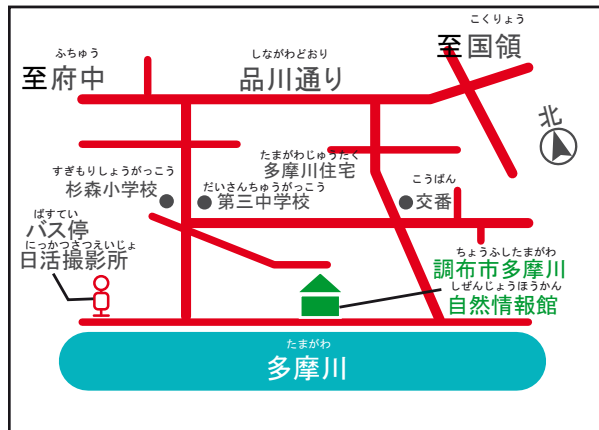 こくりょう
至国領
ふちゅう
至府中
しながわどおり
品川通り
北
たまがわじゅうたく
多摩川住宅
すぎもりしょうがっこう
杉森小学校
だいさんちゅうがっこう
第三中学校
こうばん
交番
ばすてい
バス停
にっかつさつえいじょ
日活撮影所
ちょうふしたまがわ
調布市多摩川
しぜんじょうほうかん
自然情報館
たまがわ
多摩川